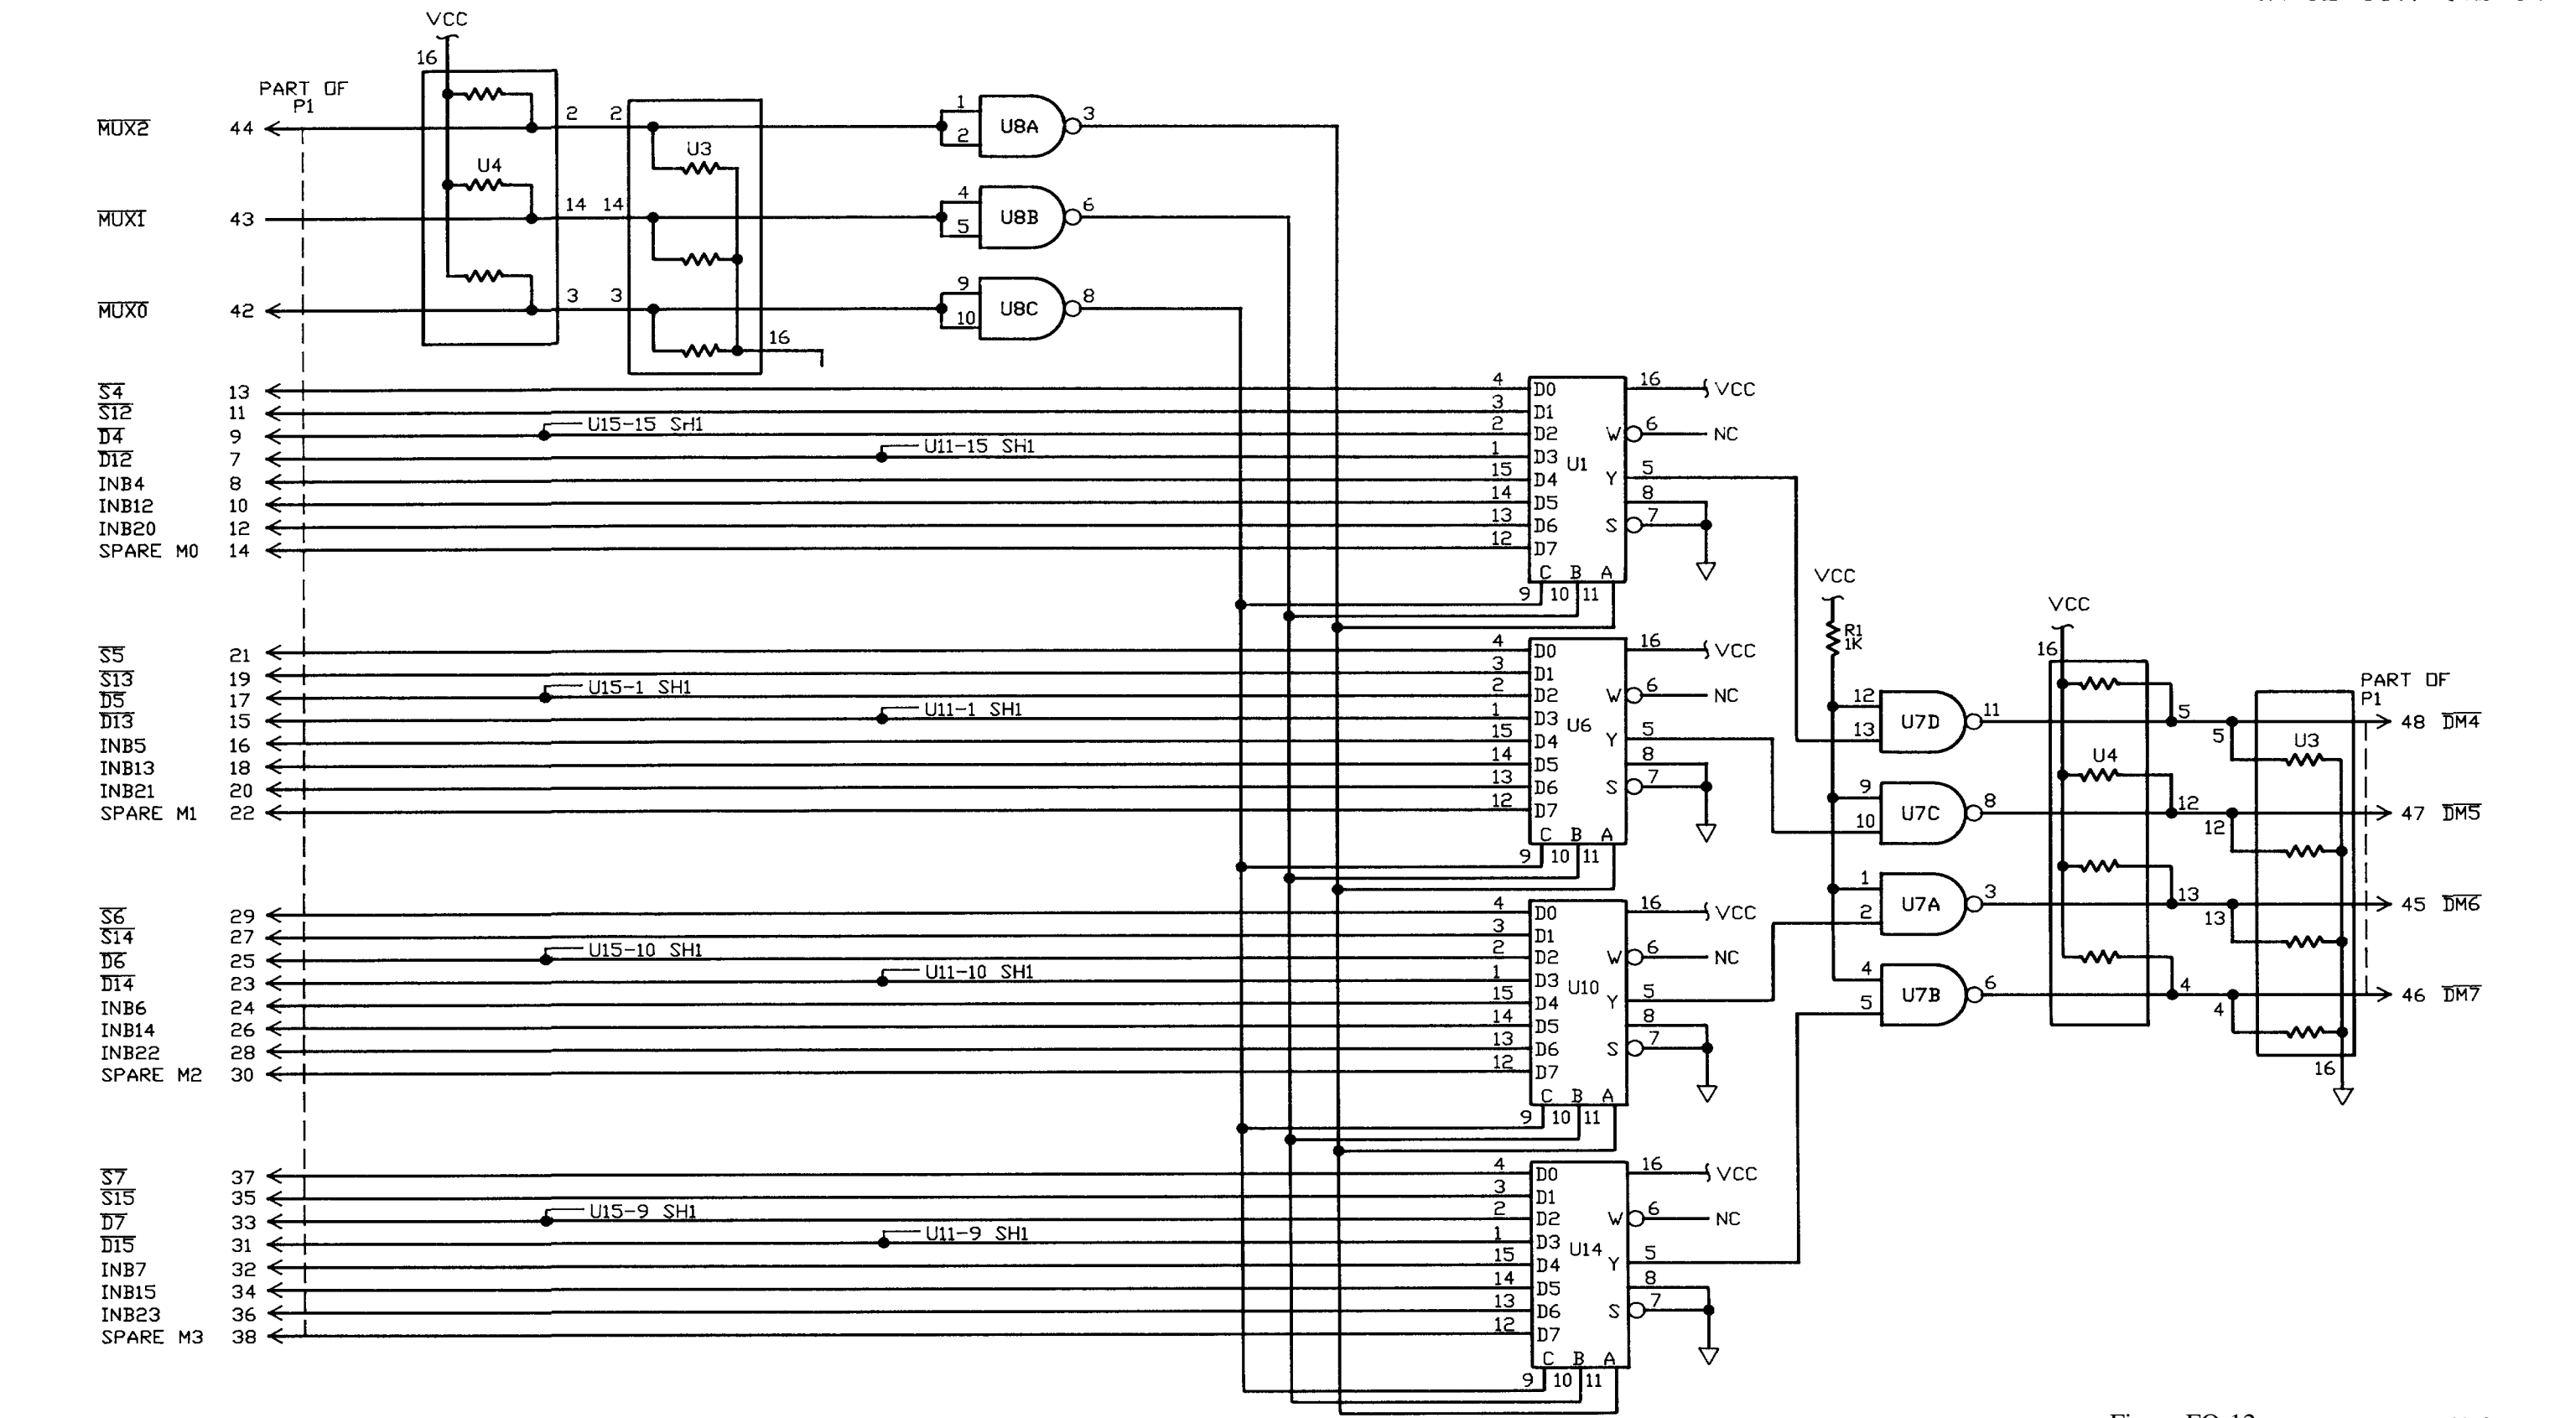 VCC
16
PART OF
P1
MUX2 44
2 2
1
2
U8A
3
U4
U3
MUX1 43
14 14
4
5
U8B
6
MUX0 42
3 3
9
10
U8C
8
16
S4 13
S12 11
D4 9
U15-15 SH1
D12 7
U11-15 SH1
INB4 8
INB12 10
INB20 12
SPARE M0 14
4 D0 16 VCC
3 D1
2 D2 W 6 NC
1 D3 U1
15 D4 Y 5
14 D5 8
13 D6 S 7
12 D7
C B A
9 10 11
S5 21
S13 19
D5 17
U15-1 SH1
D13 15
U11-1 SH1
INB5 16
INB13 18
INB21 20
SPARE M1 22
4 D0 16 VCC
3 D1
2 D2 W 6 NC
1 D3 U6
15 D4 Y 5
14 D5 8
13 D6 S 7
12 D7
C B A
9 10 11
S6 29
S14 27
D6 25
U15-10 SH1
D14 23
U11-10 SH1
INB6 24
INB14 26
INB22 28
SPARE M2 30
4 D0 16 VCC
3 D1
2 D2 W 6 NC
1 D3 U10
15 D4 Y 5
14 D5 8
13 D6 S 7
12 D7
C B A
9 10 11
S7 37
S15 35
D7 33
U15-9 SH1
D15 31
U11-9 SH1
INB7 32
INB15 34
INB23 36
SPARE M3 38
4 D0 16 VCC
3 D1
2 D2 W 6 NC
1 D3 U14
15 D4 Y 5
14 D5 8
13 D6 S 7
12 D7
C B A
9 10 11
VCC
R1
1K
VCC
16
PART OF
P1
12
13
U7D
11
5
5
48 DM4
U4
U3
9
10
U7C
8
12
12
47 DM5
1
2
U7A
3
13
13
45 DM6
4
5
U7B
6
4
4
46 DM7
16